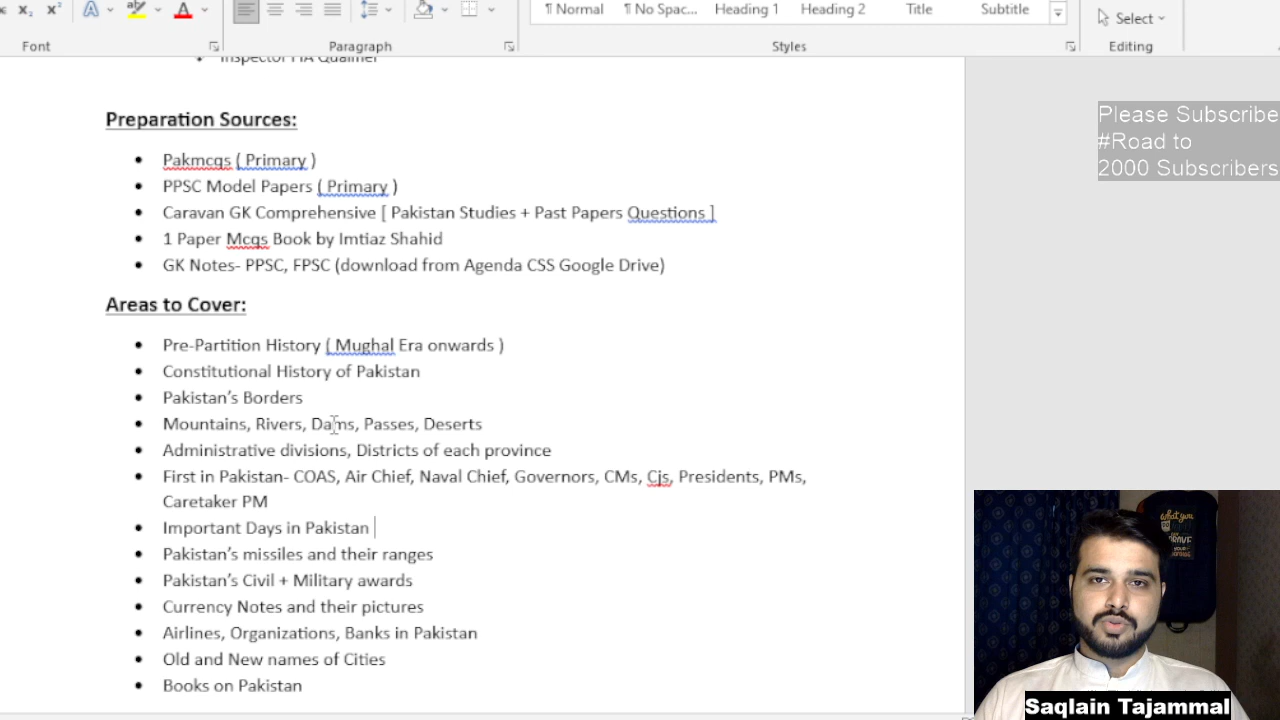 Normal
No Spac...
Heading 1
Heading 2
Title
Subtitle
Select
Font
Paragraph
Styles
Editing
Inspector FIA Qualifier
Please Subscribe
#Road to
2000 Subscribers
Preparation Sources:
Pakmcqs ( Primary )
PPSC Model Papers ( Primary )
Caravan GK Comprehensive [ Pakistan Studies + Past Papers Questions ]
1 Paper Mcqs Book by Imtiaz Shahid
GK Notes- PPSC, FPSC (download from Agenda CSS Google Drive)
Areas to Cover:
Pre-Partition History ( Mughal Era onwards )
Constitutional History of Pakistan
Pakistan’s Borders
Mountains, Rivers, Dams, Passes, Deserts
Administrative divisions, Districts of each province
First in Pakistan- COAS, Air Chief, Naval Chief, Governors, CMs, Cjs, Presidents, PMs,
Caretaker PM
Important Days in Pakistan
Pakistan’s missiles and their ranges
Pakistan’s Civil + Military awards
Currency Notes and their pictures
Airlines, Organizations, Banks in Pakistan
Old and New names of Cities
Books on Pakistan
Saqlain Tajammal